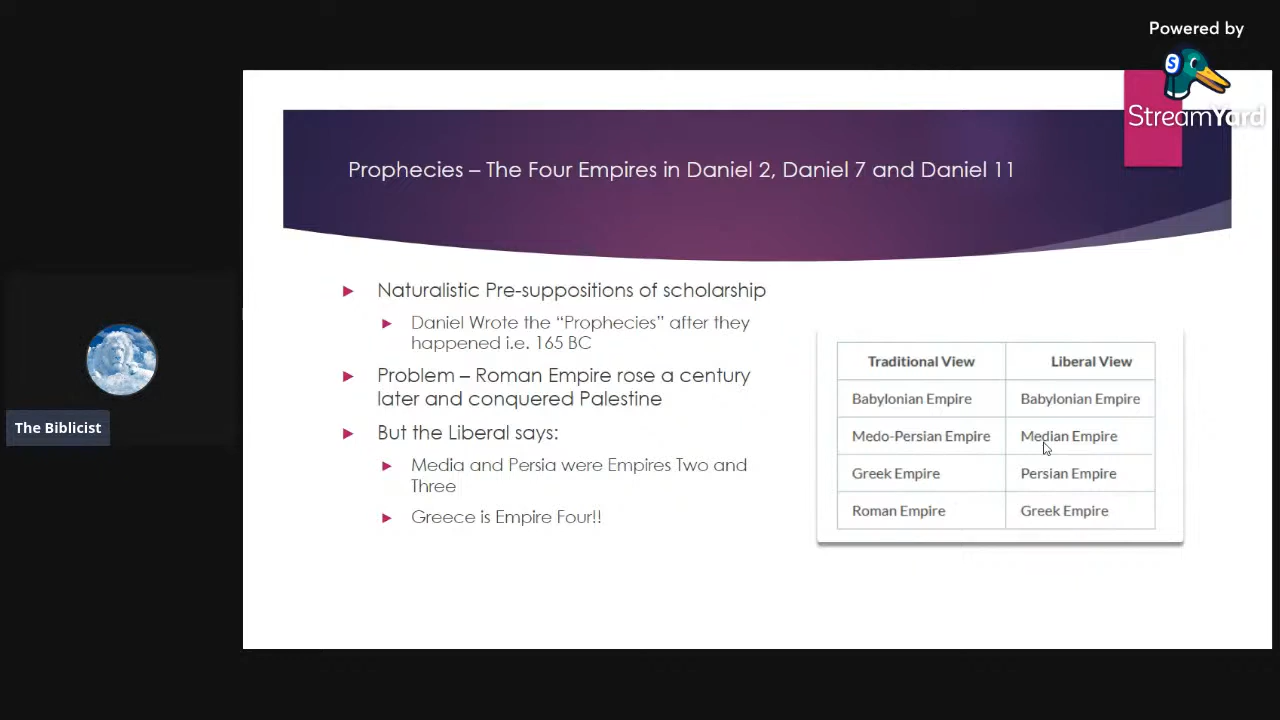 Powered by
S
StreamYard
Prophecies – The Four Empires in Daniel 2, Daniel 7 and Daniel 11
Naturalistic Pre-suppositions of scholarship
Daniel Wrote the “Prophecies” after they
happened i.e. 165 BC
Problem – Roman Empire rose a century
later and conquered Palestine
But the Liberal says:
Media and Persia were Empires Two and
Three
Greece is Empire Four!!
Traditional View Liberal View
Babylonian Empire Babylonian Empire
Medo-Persian Empire Median Empire
Greek Empire Persian Empire
Roman Empire Greek Empire
The Biblicist